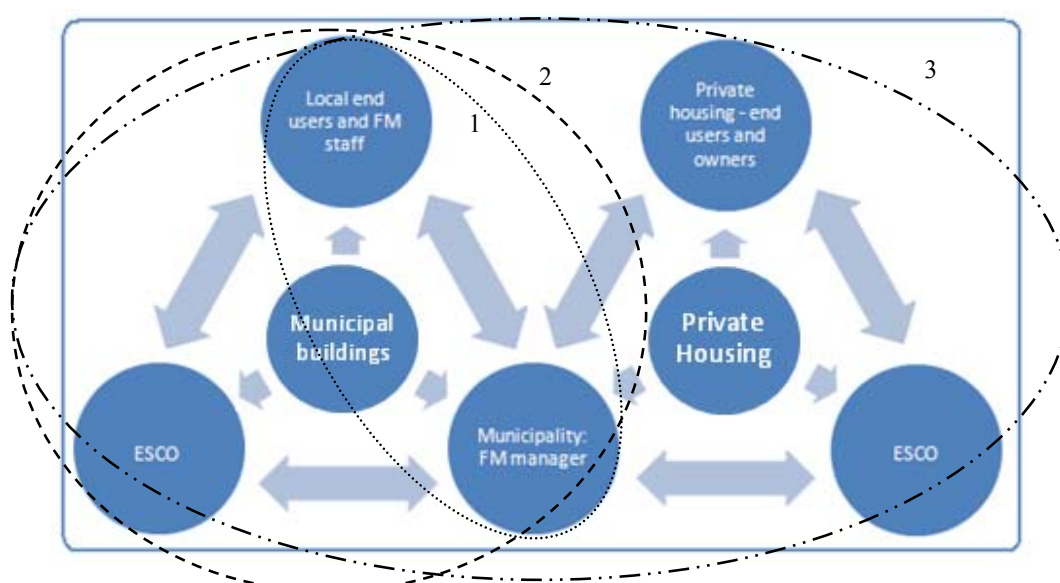 Local end
users and FM
staff
1
2
Private
housing - end
users and
owners
3
Municipal
buildings
Private
Housing
ESCO
Municipality:
FM manager
ESCO